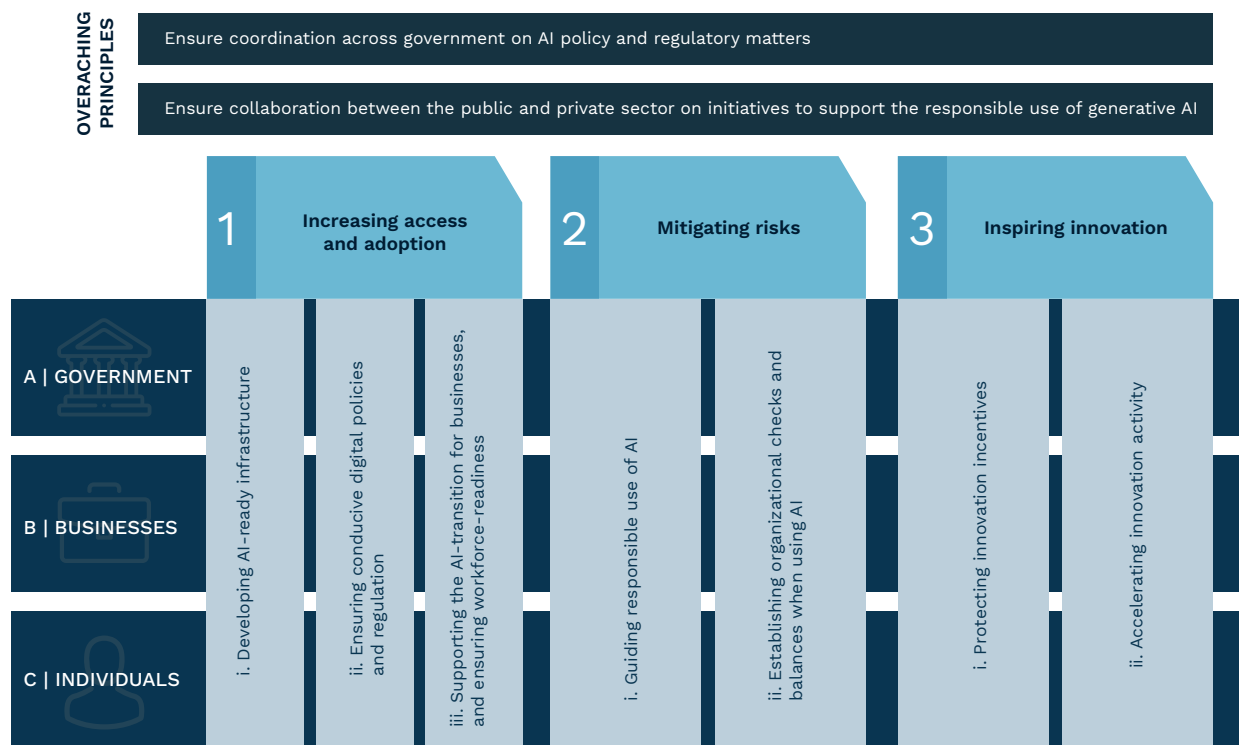 OVERACHING
PRINCIPLES
Ensure coordination across government on AI policy and regulatory matters
Ensure collaboration between the public and private sector on initiatives to support the responsible use of generative AI
1
Increasing access
and adoption
2
Mitigating risks
3
Inspiring innovation
A | GOVERNMENT
B | BUSINESSES
C | INDIVIDUALS
i. Developing AI-ready infrastructure
ii. Ensuring conducive digital policies
and regulation
iii. Supporting the AI-transition for businesses,
and ensuring workforce-readiness
i. Guiding responsible use of AI
ii. Establishing organizational checks and
balances when using AI
i. Protecting innovation incentives
ii. Accelerating innovation activity